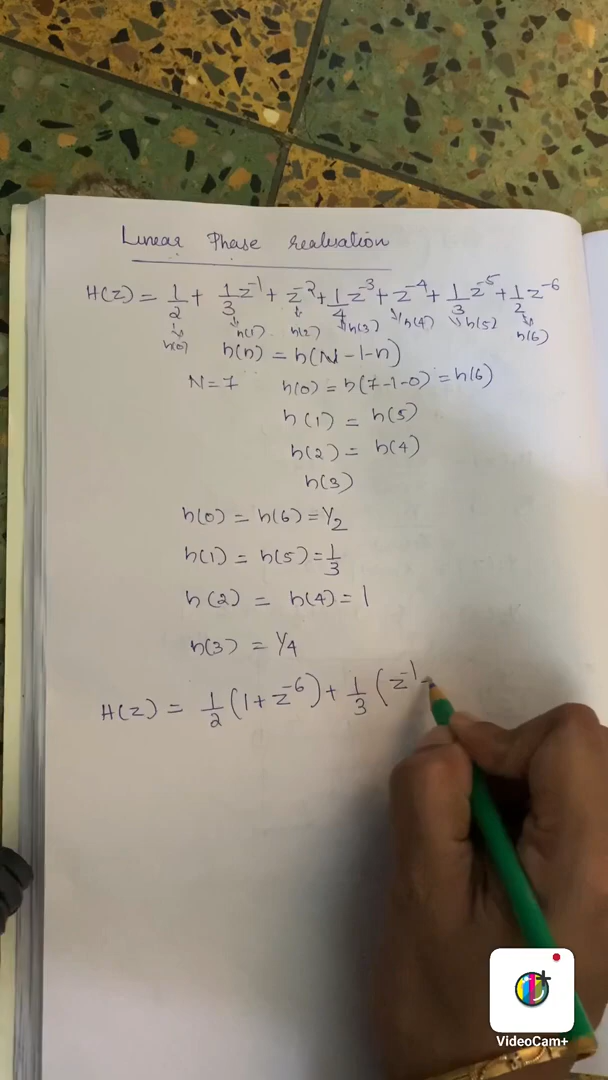 Linear Phase realisation
H(z) = 1/2 + 1/3 z^-1 + z^-2 + 1/4 z^-3 + z^-4 + 1/3 z^-5 + 1/2 z^-6
h(0) h(1) h(2) h(3) h(4) h(5) h(6)
h(n) = h(N-1-n)
N=7 h(0) = h(7-1-0) = h(6)
h(1) = h(5)
h(2) = h(4)
h(3)
h(0) = h(6) = 1/2
h(1) = h(5) = 1/3
h(2) = h(4) = 1
h(3) = 1/4
H(z) = 1/2 (1 + z^-6) + 1/3 (z^-1
VideoCam+